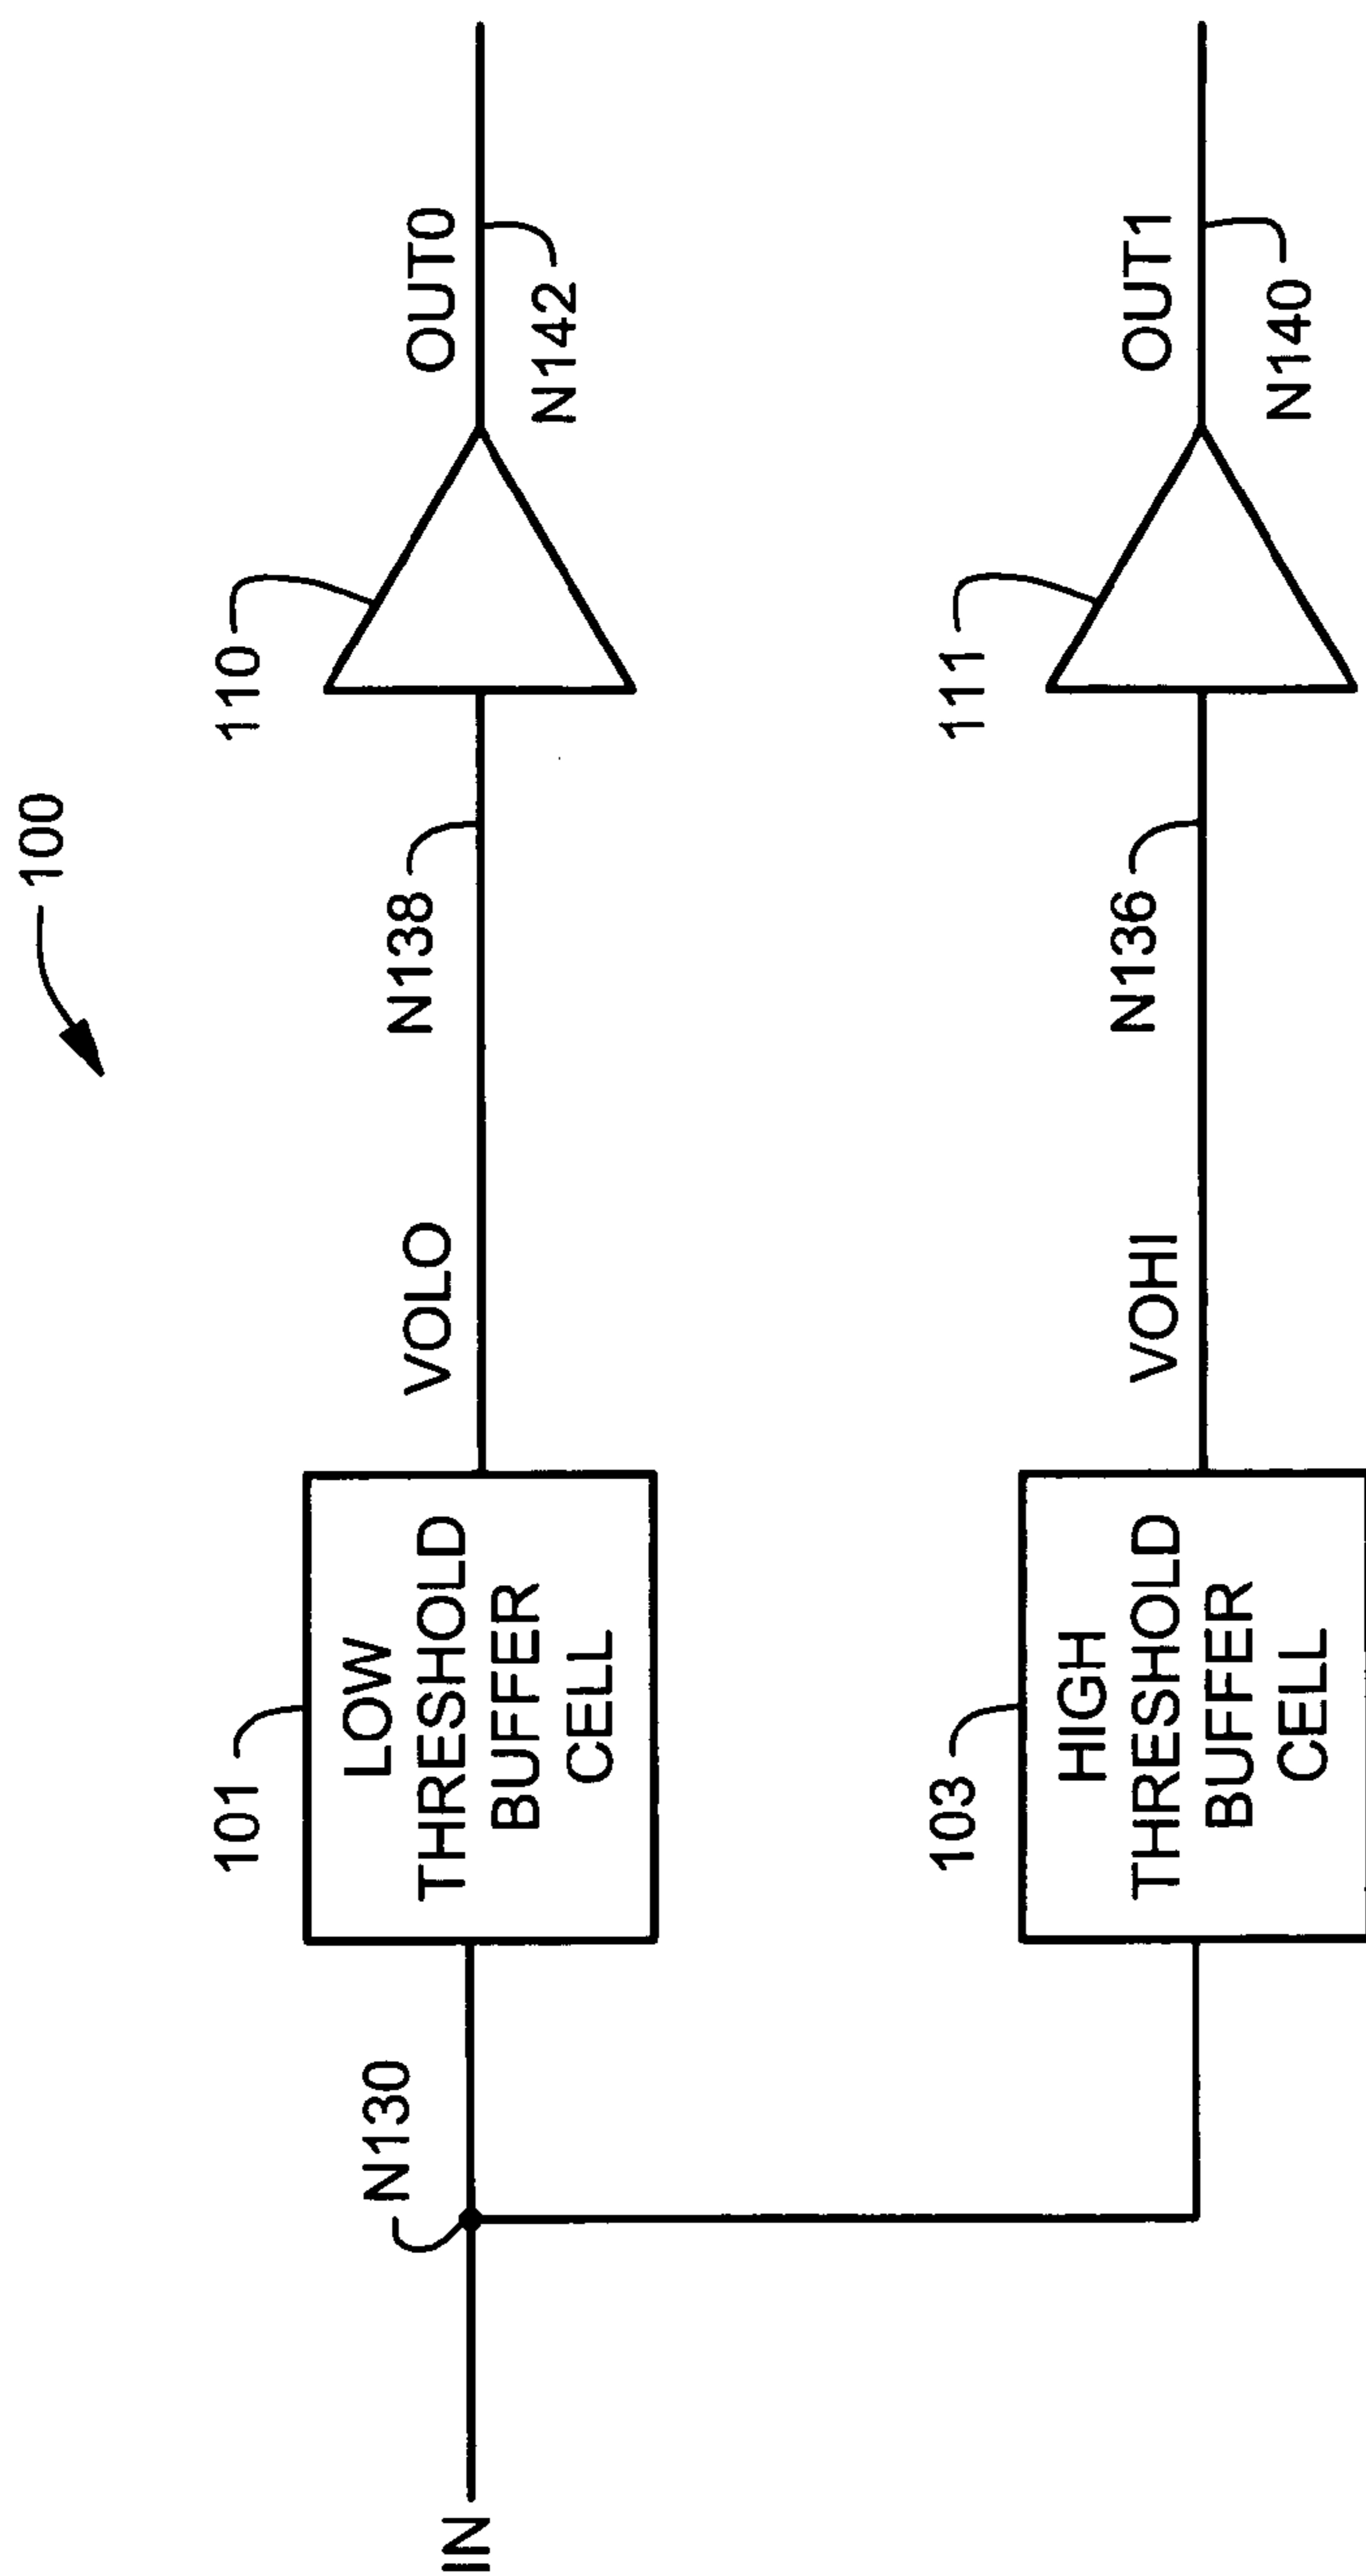 100
IN
N130
101
LOW
THRESHOLD
BUFFER
CELL
VOLO
N138
110
OUT0
N142
103
HIGH
THRESHOLD
BUFFER
CELL
VOHI
N136
111
OUT1
N140